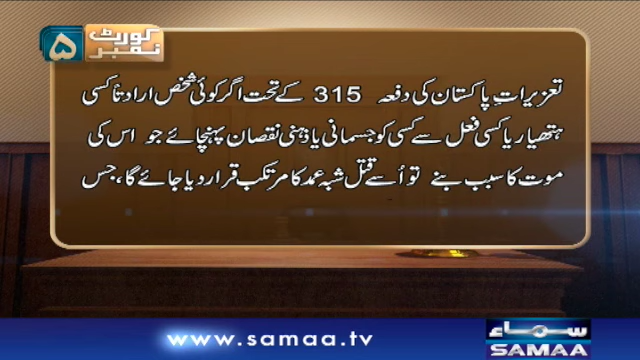 کورٹ
نمبر ۵
تعزیراتِ پاکستان کی دفعہ 315 کے تحت اگر کوئی شخص ارادتاً کسی
ہتھیار یا کسی فعل سے کسی کو جسمانی یا ذہنی نقصان پہنچائے جو اس کی
موت کا سبب بنے تو اُسے قتل شبہ عمد کا مرتکب قرار دیا جائے گا، جس
www.samaa.tv
سماء
SAMAA